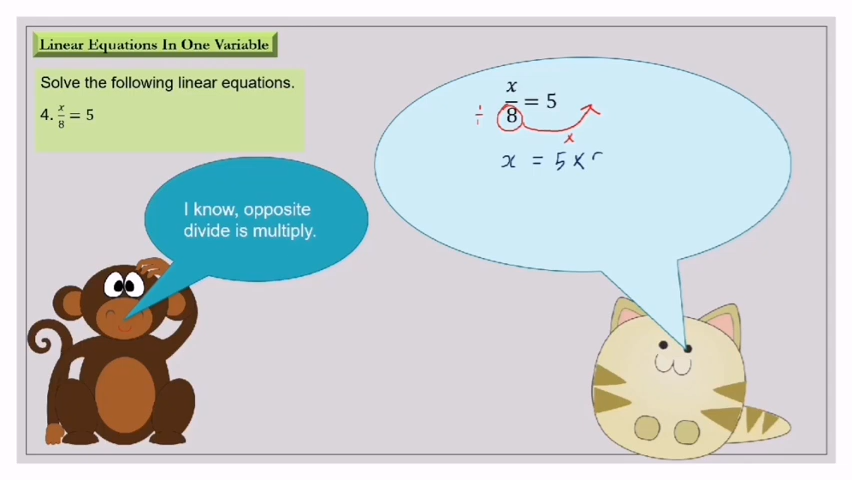 Linear Equations In One Variable
Solve the following linear equations.
4. x/8 = 5
x/8 = 5
÷
×
x = 5 ×
I know, opposite
divide is multiply.